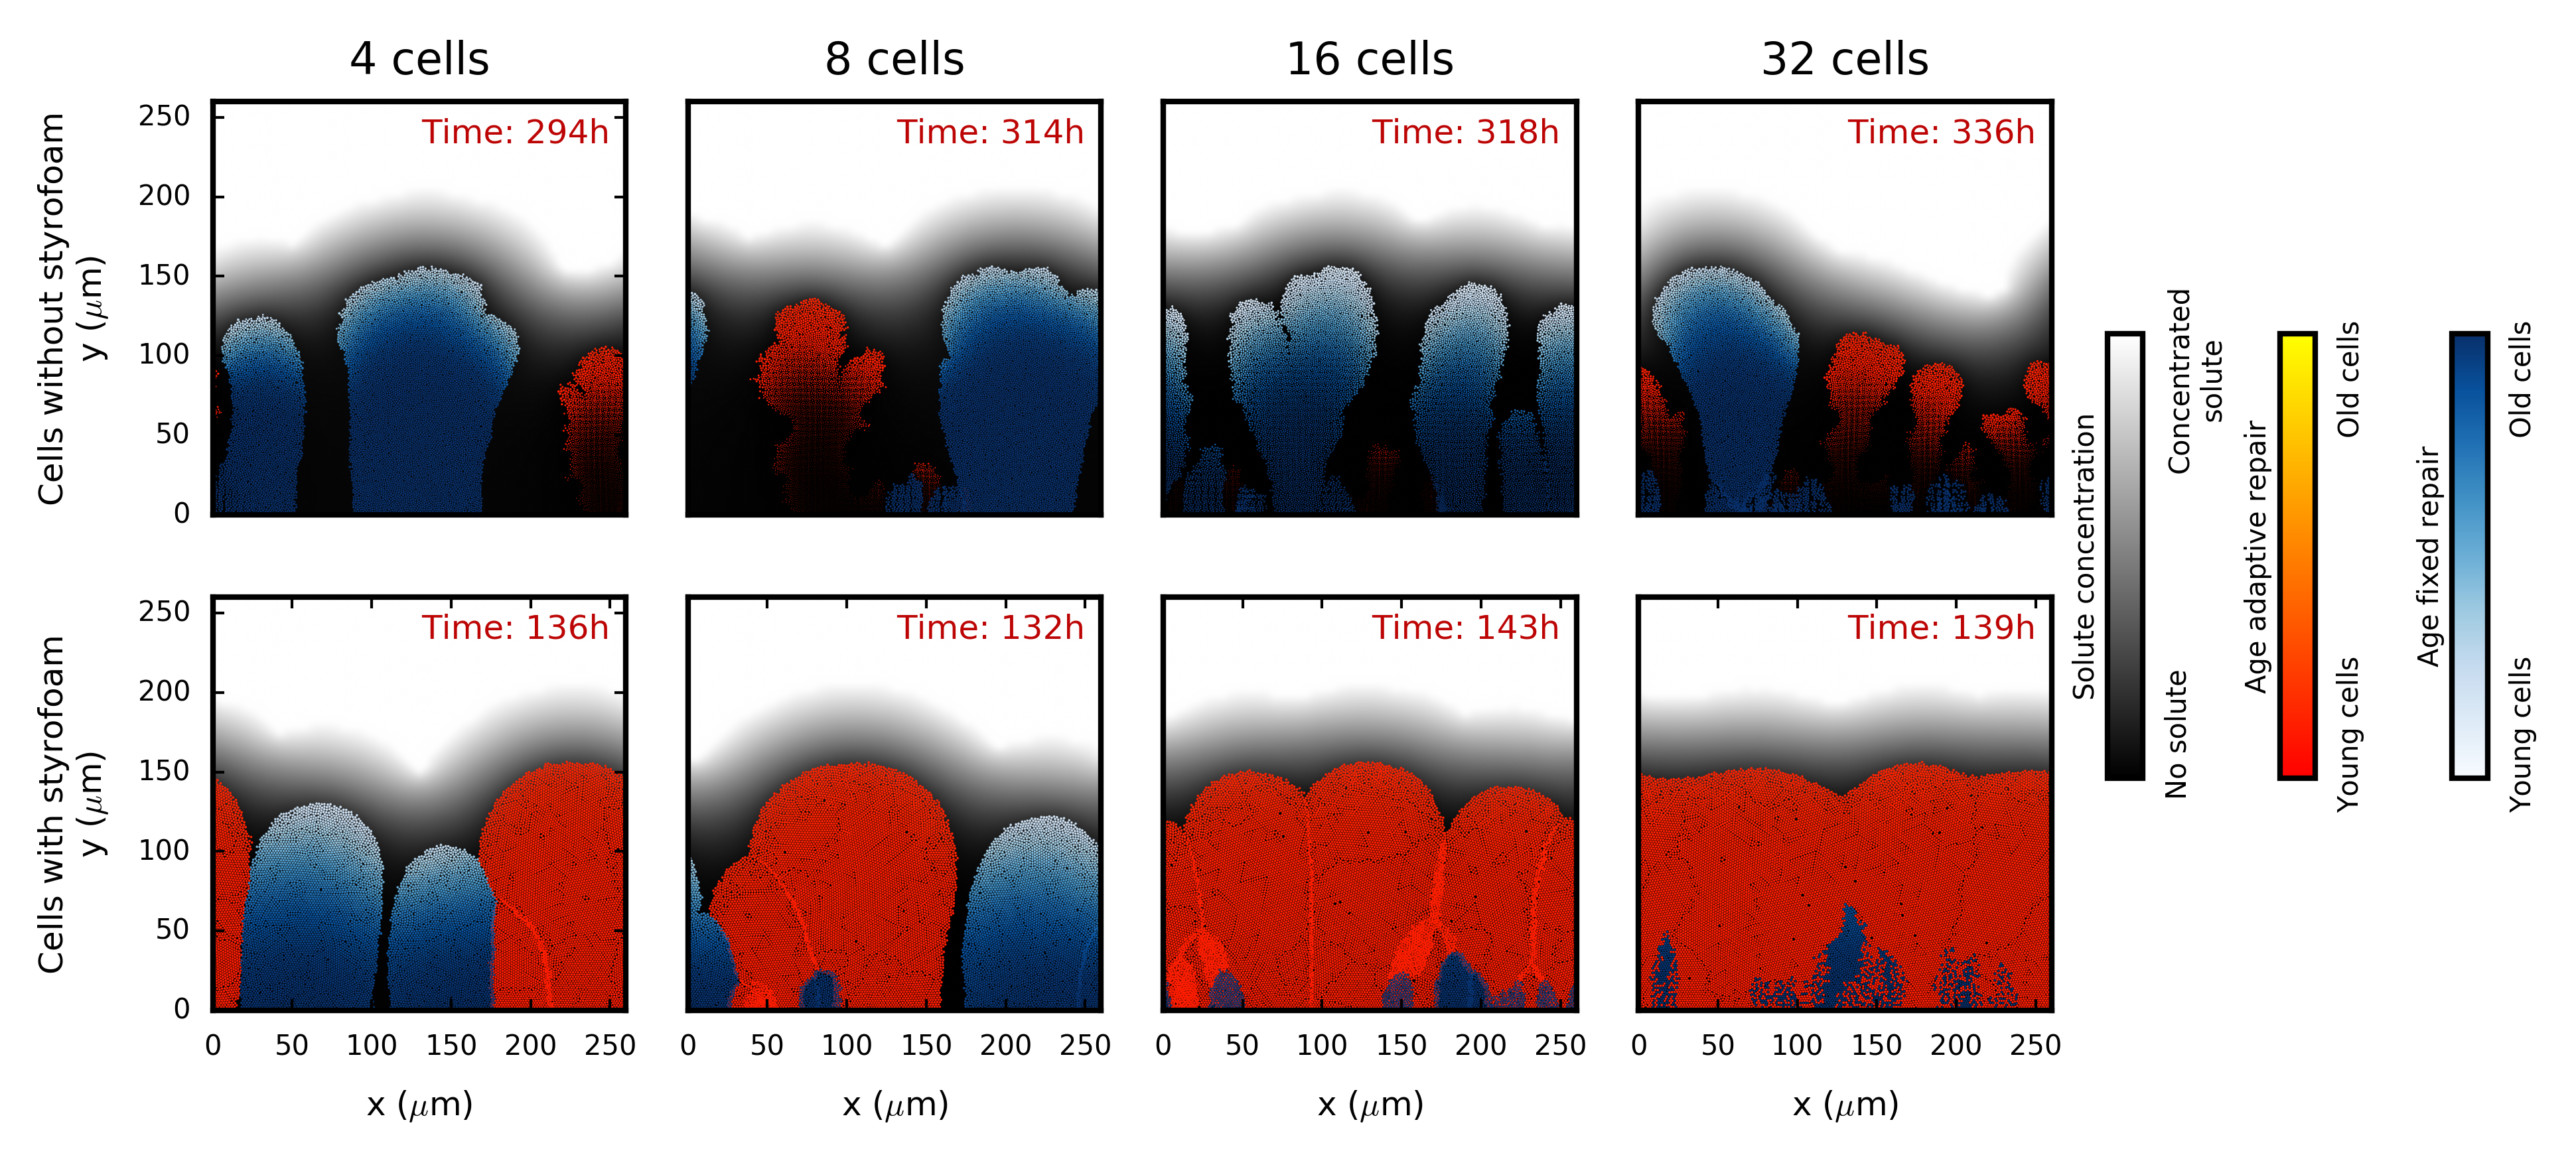 4 cells
8 cells
16 cells
32 cells
Cells without styrofoam
y (μm)
250
200
150
100
50
0
Time: 294h
Time: 314h
Time: 318h
Time: 336h
Cells with styrofoam
y (μm)
250
200
150
100
50
0
Time: 136h
Time: 132h
Time: 143h
Time: 139h
0 50 100 150 200 250
0 50 100 150 200 250
0 50 100 150 200 250
0 50 100 150 200 250
x (μm)
x (μm)
x (μm)
x (μm)
Solute concentration
Concentrated
solute
No solute
Age adaptive repair
Old cells
Young cells
Age fixed repair
Old cells
Young cells